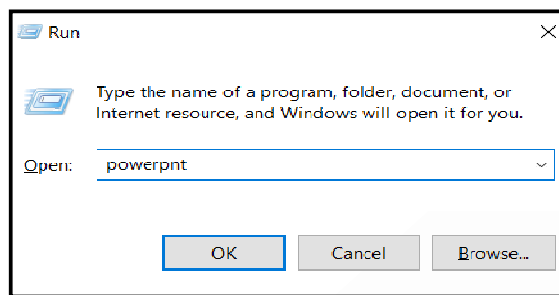 Run
Type the name of a program, folder, document, or
Internet resource, and Windows will open it for you.
Open: powerpnt
OK Cancel Browse...